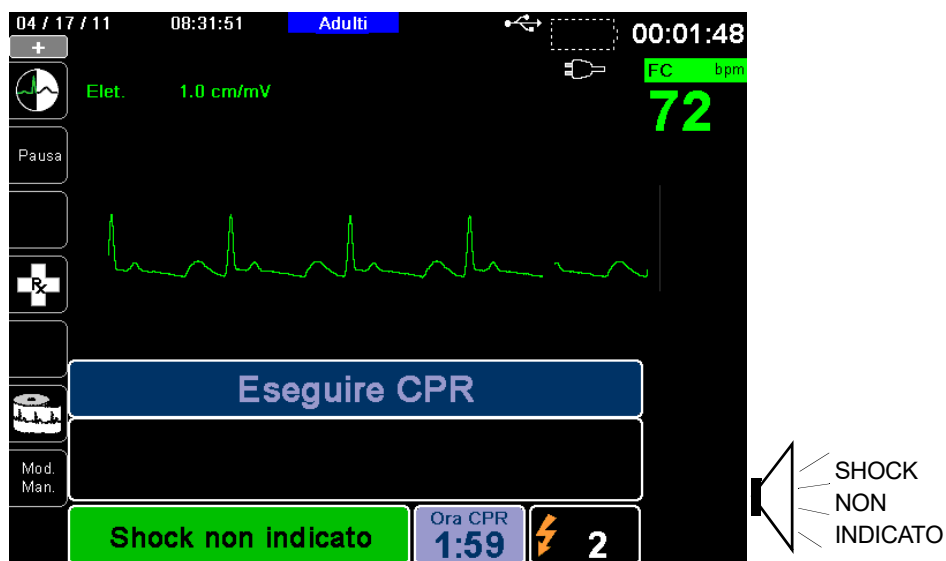 04 / 17 / 11 08:31:51 Adulti 00:01:48
+
FC bpm
72
Elet. 1.0 cm/mV
Pausa
Rx
Eseguire CPR
Mod.
Man.
Shock non indicato
Ora CPR
1:59
2
SHOCK
NON
INDICATO